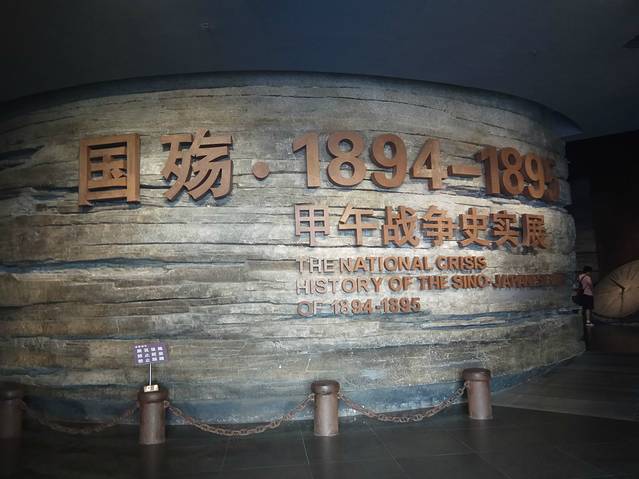 国殇·1894-1895
甲午战争史实展
THE NATIONAL CRISIS
HISTORY OF THE SINO-JAPANESE
OF 1894-1895